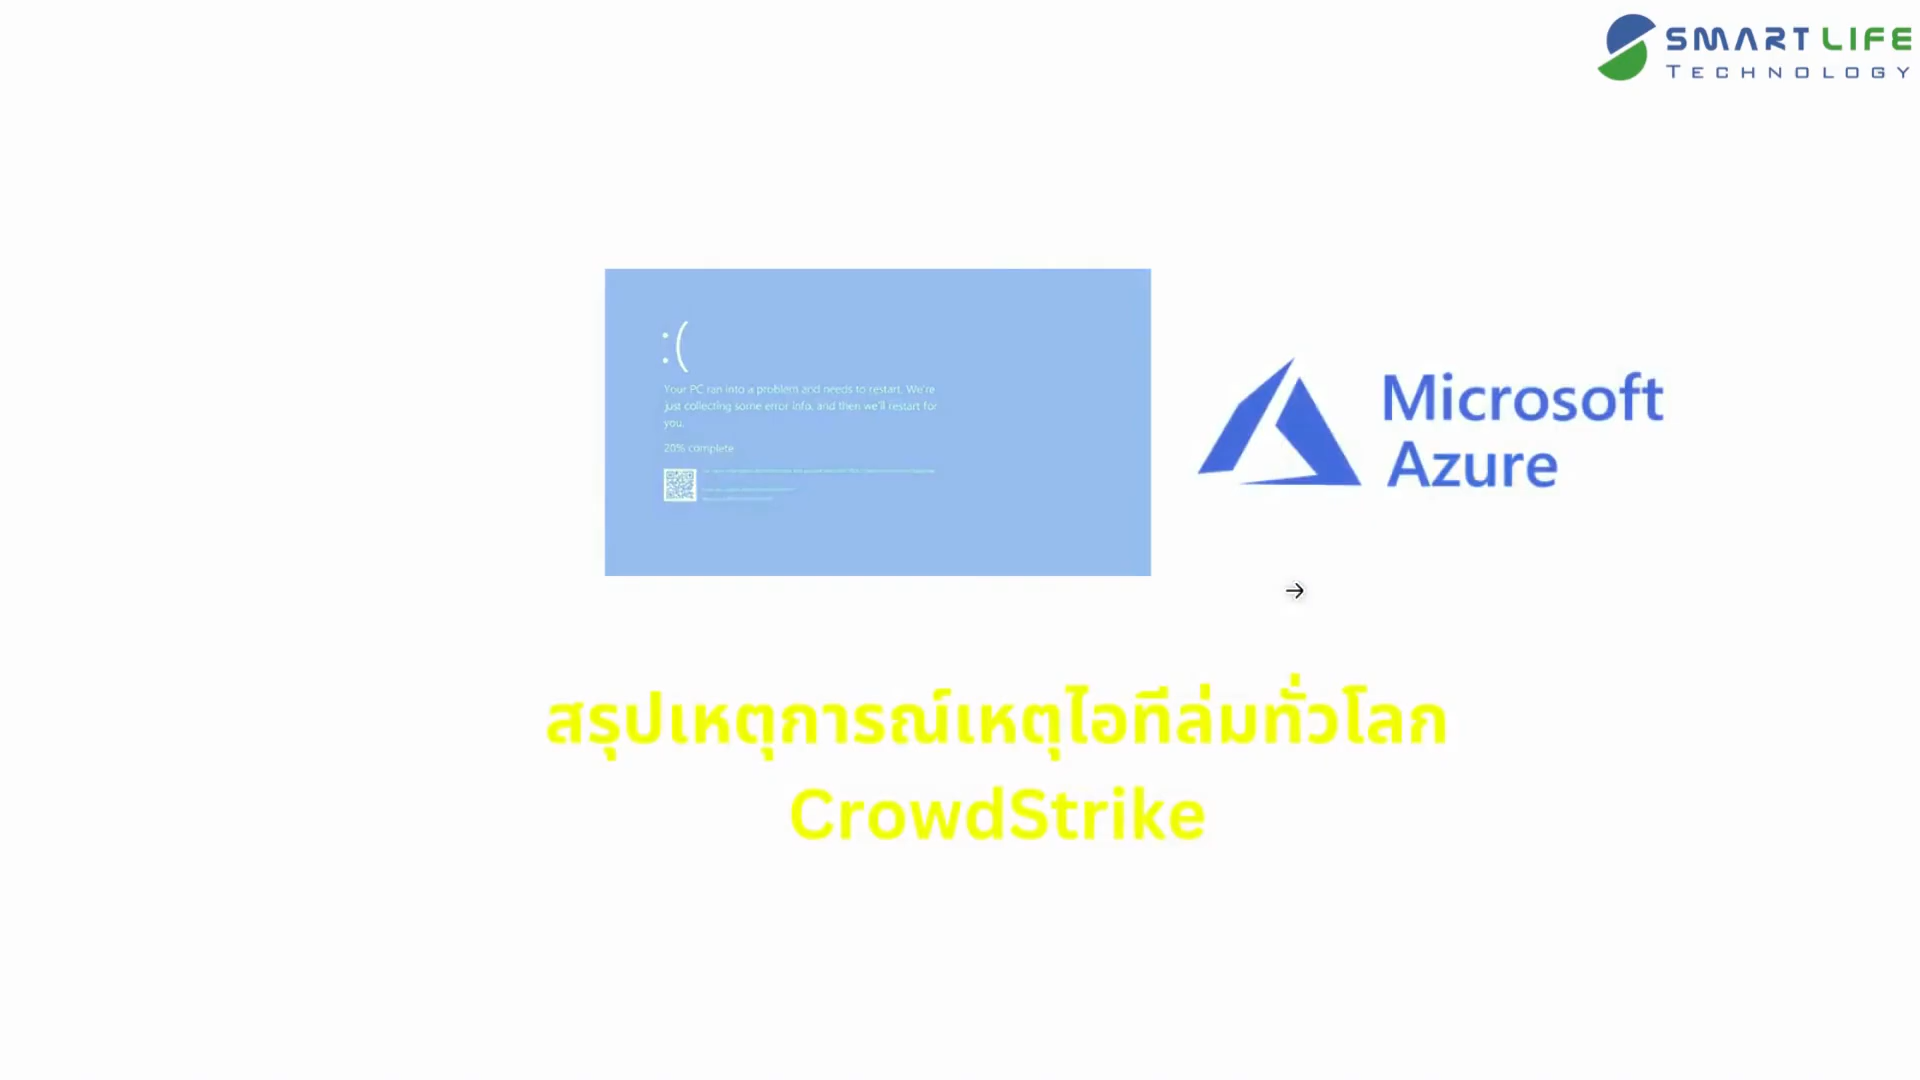 SMART LIFE
TECHNOLOGY
:(
Your PC ran into a problem and needs to restart. We're
just collecting some error info, and then we'll restart for
you.
20% complete
Microsoft
Azure
สรุปเหตุการณ์เหตุไอทีล่มทั่วโลก
CrowdStrike